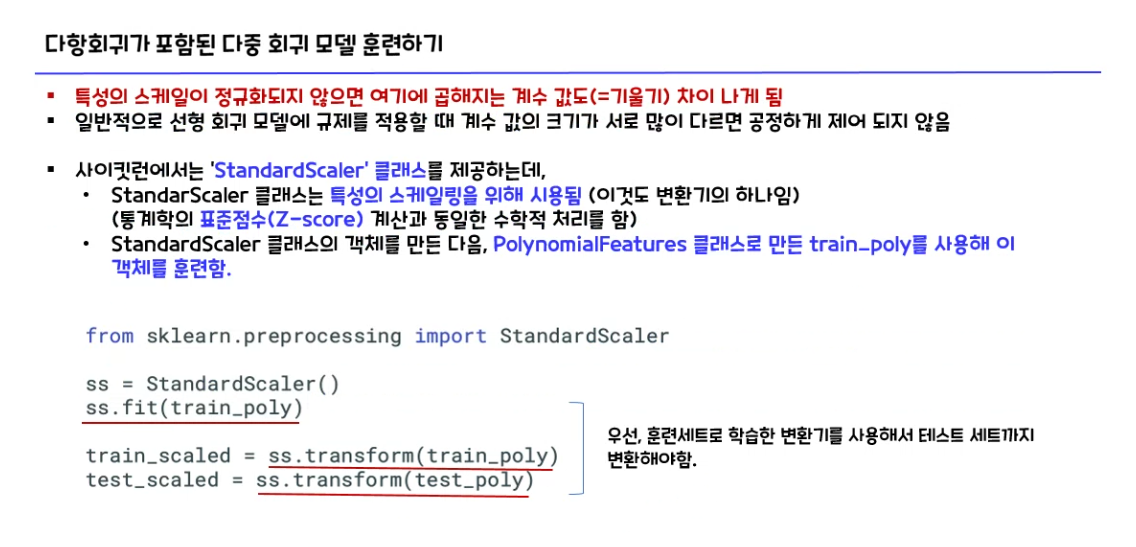 다항회귀가 포함된 다중 회귀 모델 훈련하기
▪ 특성의 스케일이 정규화되지 않으면 여기에 곱해지는 계수 값도(=기울기) 차이 나게 됨
▪ 일반적으로 선형 회귀 모델에 규제를 적용할 때 계수 값의 크기가 서로 많이 다르면 공정하게 제어 되지 않음
▪ 사이킷런에서는 'StandardScaler' 클래스를 제공하는데,
• StandarScaler 클래스는 특성의 스케일링을 위해 시용됨 (이것도 변환기의 하나임)
(통계학의 표준점수(Z-score) 계산과 동일한 수학적 처리를 함)
• StandardScaler 클래스의 객체를 만든 다음, PolynomialFeatures 클래스로 만든 train_poly를 사용해 이
객체를 훈련함.
from sklearn.preprocessing import StandardScaler
ss = StandardScaler()
ss.fit(train_poly)
train_scaled = ss.transform(train_poly)
test_scaled = ss.transform(test_poly)
우선, 훈련세트로 학습한 변환기를 사용해서 테스트 세트까지
변환해야함.